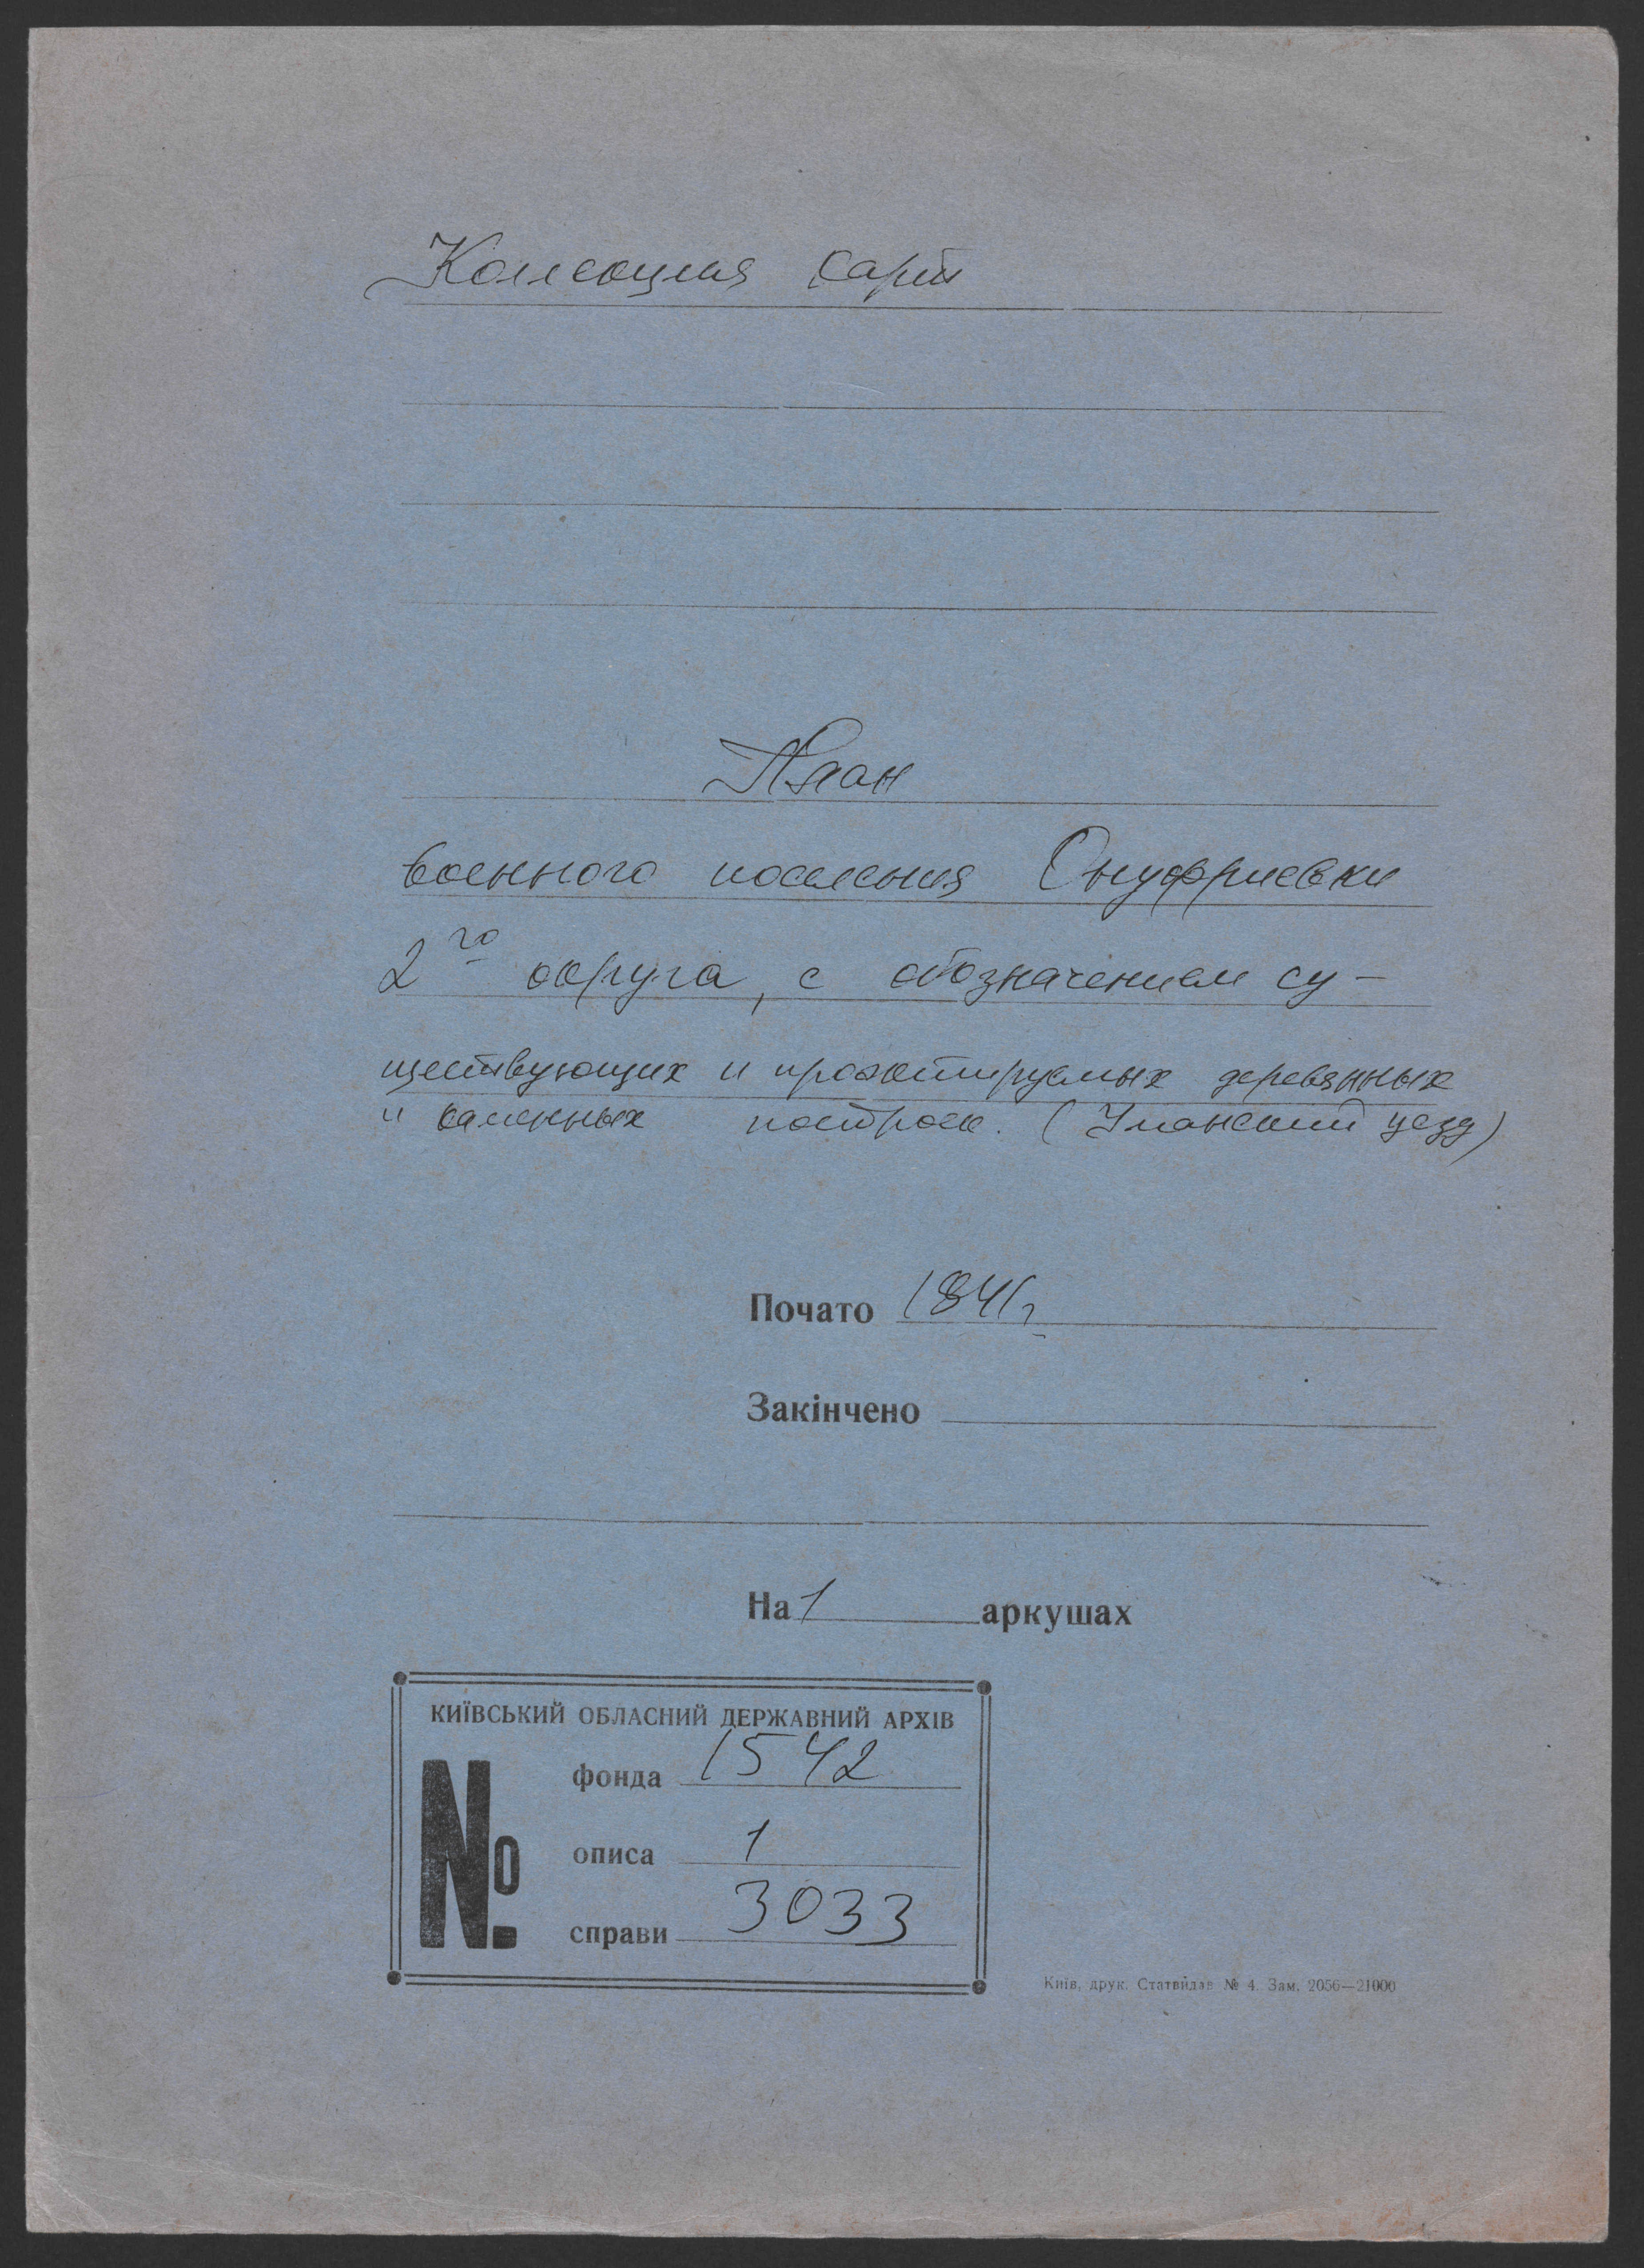 Коллекция карт
План
военного поселения Онуфриевки
2го округа, с обозначением су-
ществующих и проэктируемых деревянных
и каменных построек. (Уманский уезд)
Почато 1841г.
Закінчено
На 1 аркушах
КИЇВСЬКИЙ ОБЛАСНИЙ ДЕРЖАВНИЙ АРХІВ
№
фонда 1542
описа 1
справи 3033
Київ, друк. Статвидав № 4. Зам. 2056—21000